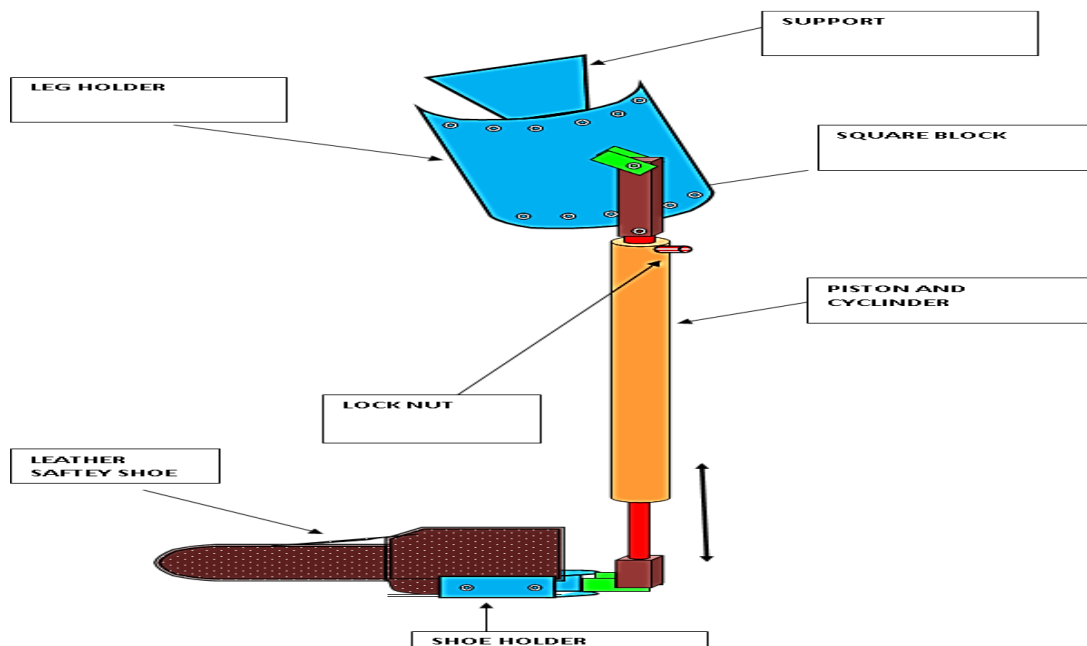 SUPPORT
LEG HOLDER
SQUARE BLOCK
PISTON AND
CYCLINDER
LOCK NUT
LEATHER
SAFTEY SHOE
SHOE HOLDER